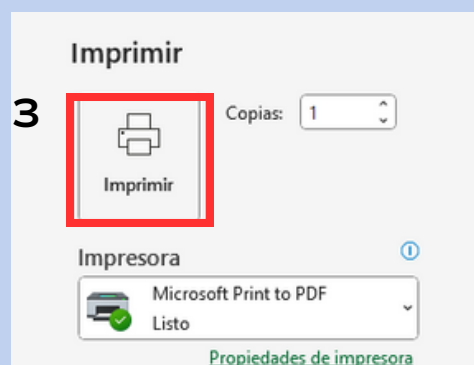 Imprimir
3
Copias: 1
Imprimir
Impresora
Microsoft Print to PDF
Listo
Propiedades de impresora